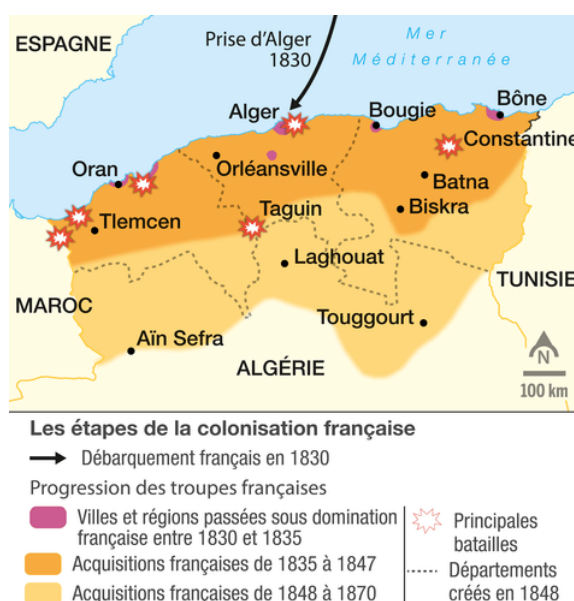 ESPAGNE
Prise d'Alger
1830
Mer
Méditerranée
Alger
Bougie
Bône
Constantine
Oran
Orléansville
Batna
Biskra
Tlemcen
Taguin
Laghouat
MAROC
TUNISIE
Touggourt
Aïn Sefra
ALGÉRIE
N
100 km
Les étapes de la colonisation française
Débarquement français en 1830
Progression des troupes françaises
Villes et régions passées sous domination
française entre 1830 et 1835
Acquisitions françaises de 1835 à 1847
Acquisitions françaises de 1848 à 1870
Principales
batailles
Départements
créés en 1848